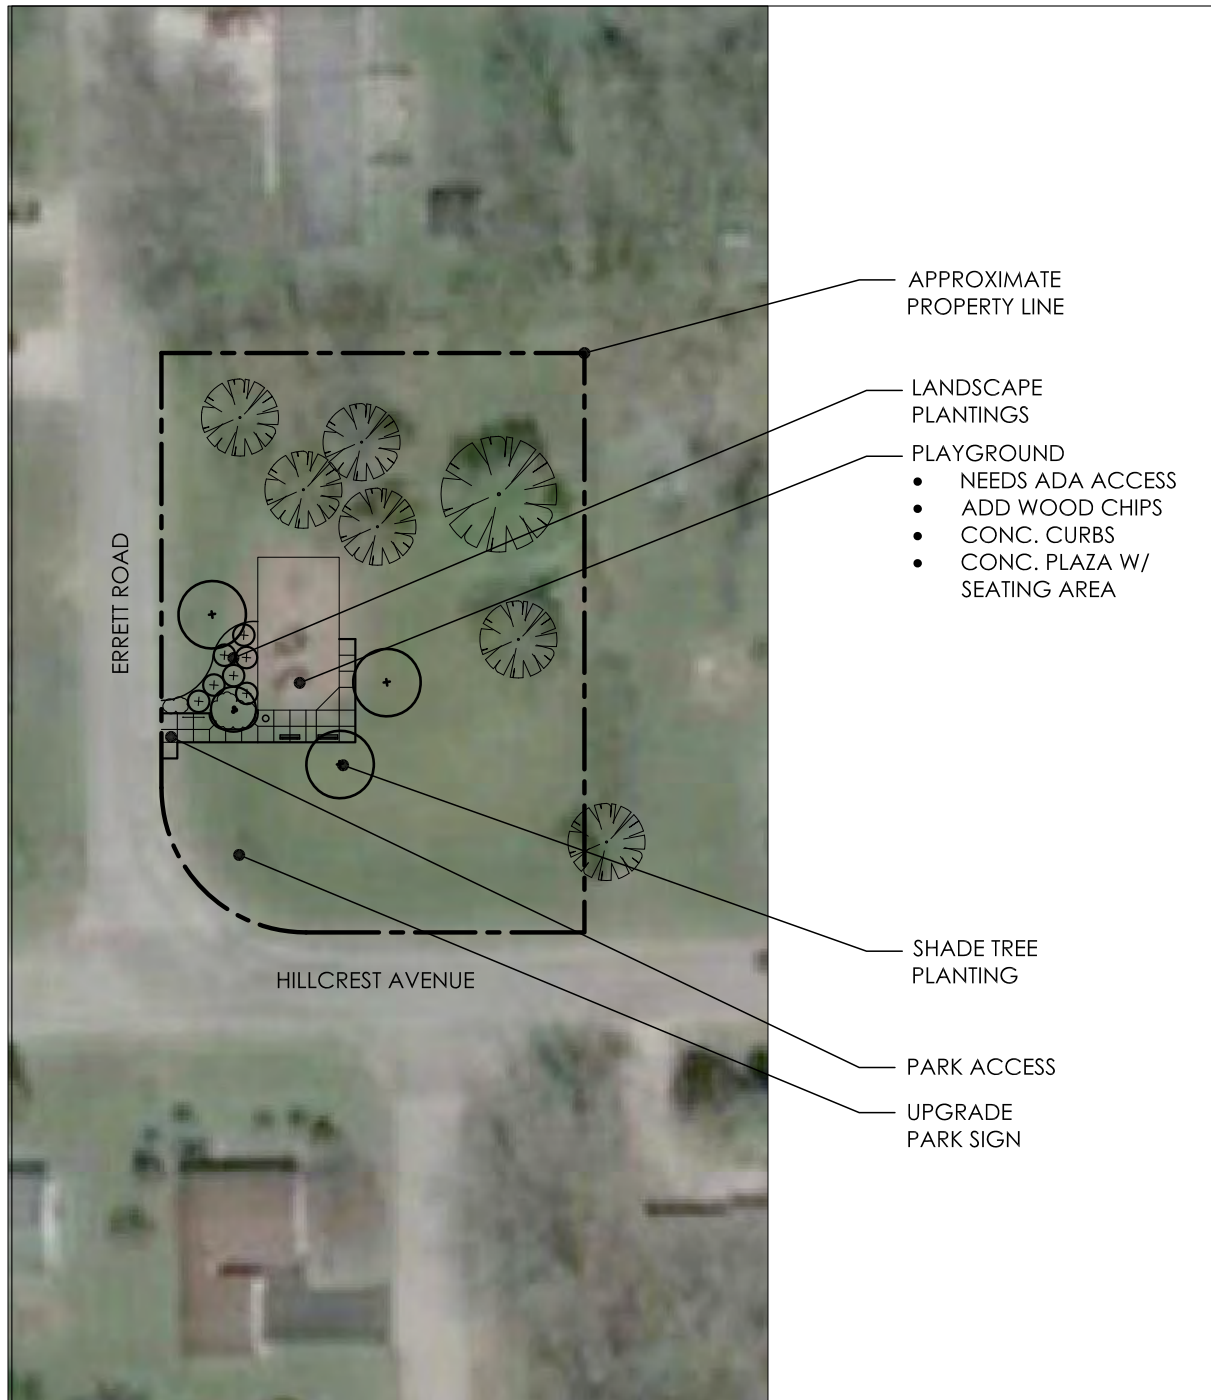 APPROXIMATE
PROPERTY LINE
LANDSCAPE
PLANTINGS
PLAYGROUND
• NEEDS ADA ACCESS
• ADD WOOD CHIPS
• CONC. CURBS
• CONC. PLAZA W/
SEATING AREA
ERRETT ROAD
HILLCREST AVENUE
SHADE TREE
PLANTING
PARK ACCESS
UPGRADE
PARK SIGN